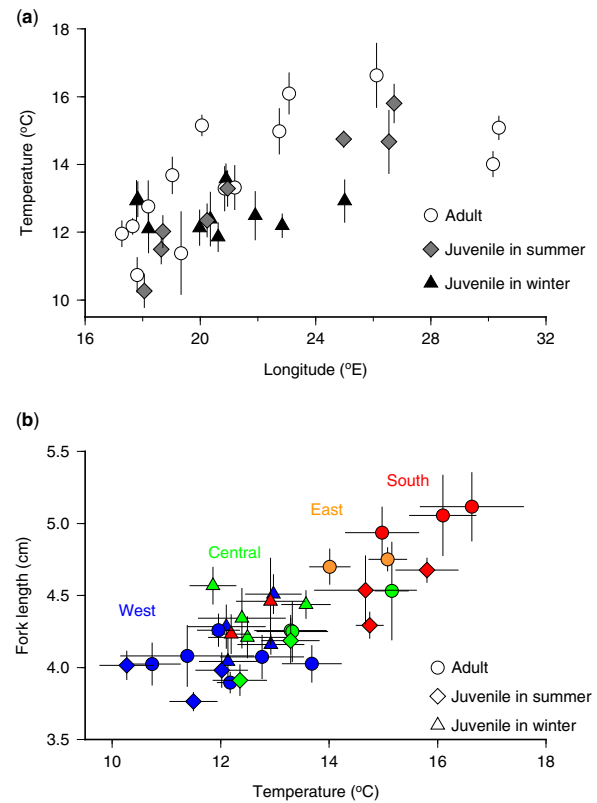 (a)
18
16
14
12
10
Temperature (°C)
Adult
Juvenile in summer
Juvenile in winter
16 20 24 28 32
Longitude (°E)
(b)
5.5
5.0
4.5
4.0
3.5
Fork length (cm)
South
East
Central
West
Adult
Juvenile in summer
Juvenile in winter
10 12 14 16 18
Temperature (°C)